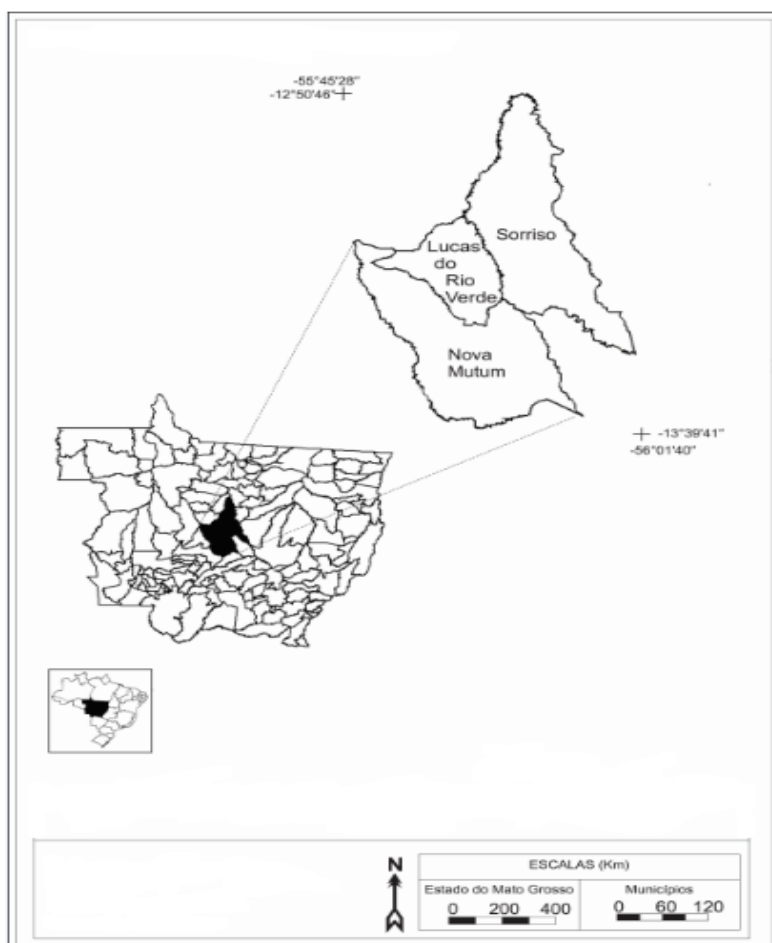 -55°45'28"
-12°50'46"
Sorriso
Lucas
do
Rio
Verde
Nova
Mutum
-13°39'41"
-56°01'40"
N
ESCALAS (Km)
Estado do Mato Grosso
0 200 400
Municípios
0 60 120